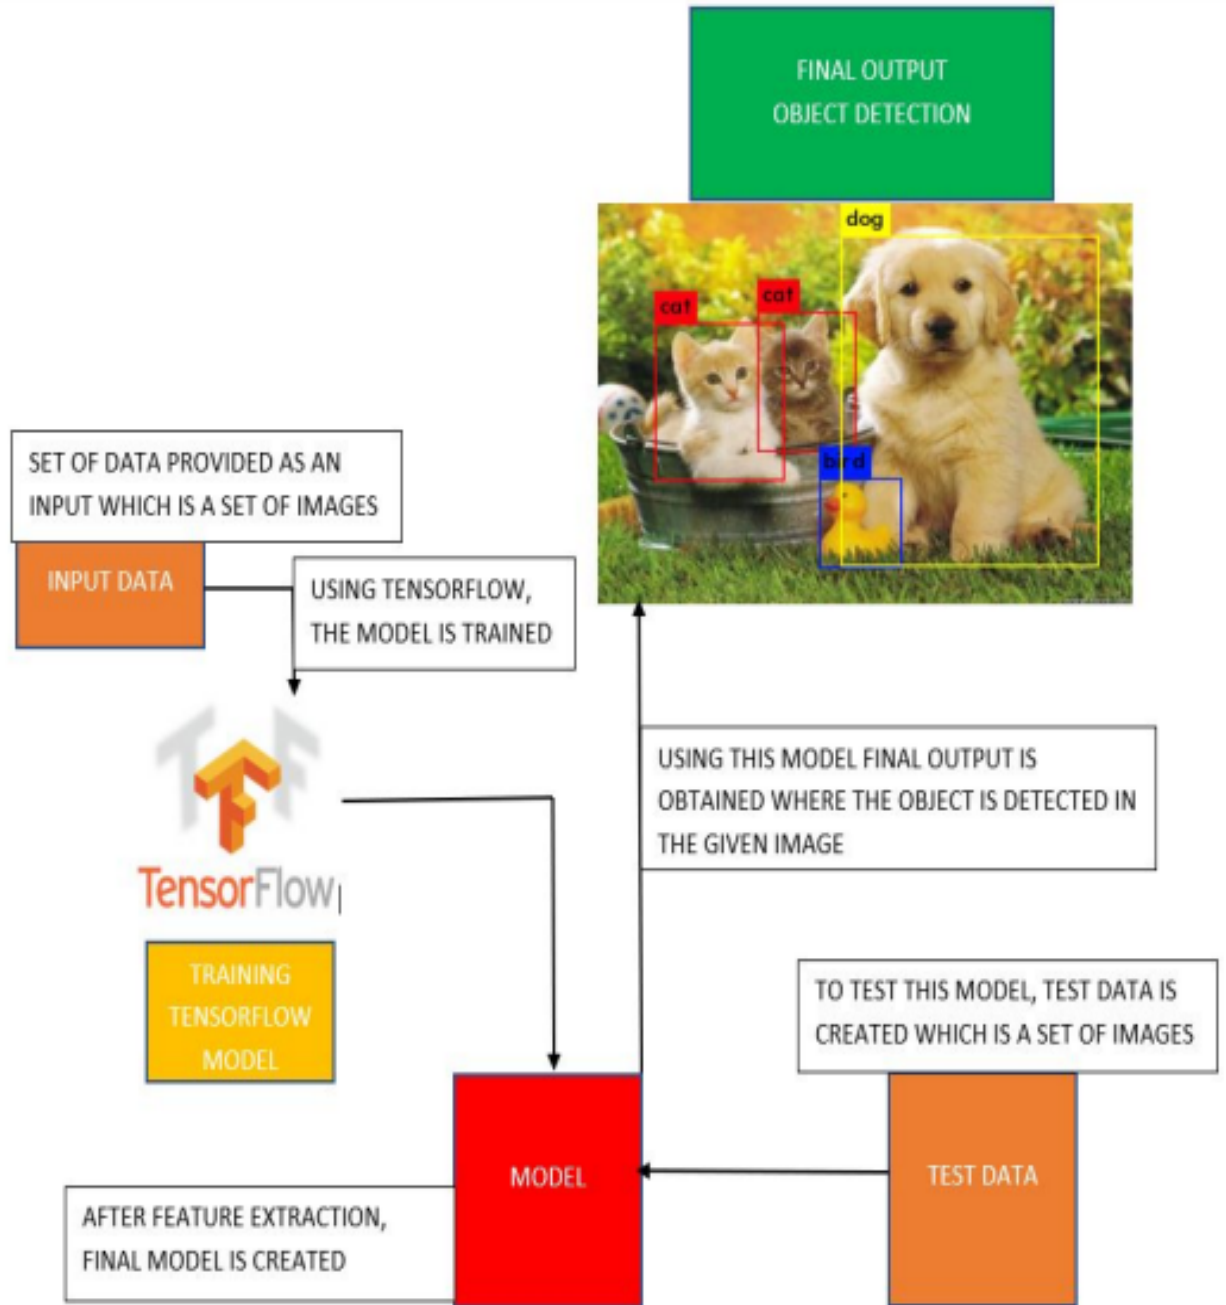 FINAL OUTPUT
OBJECT DETECTION
dog
cat
cat
bird
SET OF DATA PROVIDED AS AN
INPUT WHICH IS A SET OF IMAGES
INPUT DATA
USING TENSORFLOW,
THE MODEL IS TRAINED
TensorFlow
TRAINING
TENSORFLOW
MODEL
USING THIS MODEL FINAL OUTPUT IS
OBTAINED WHERE THE OBJECT IS DETECTED IN
THE GIVEN IMAGE
TO TEST THIS MODEL, TEST DATA IS
CREATED WHICH IS A SET OF IMAGES
MODEL
TEST DATA
AFTER FEATURE EXTRACTION,
FINAL MODEL IS CREATED